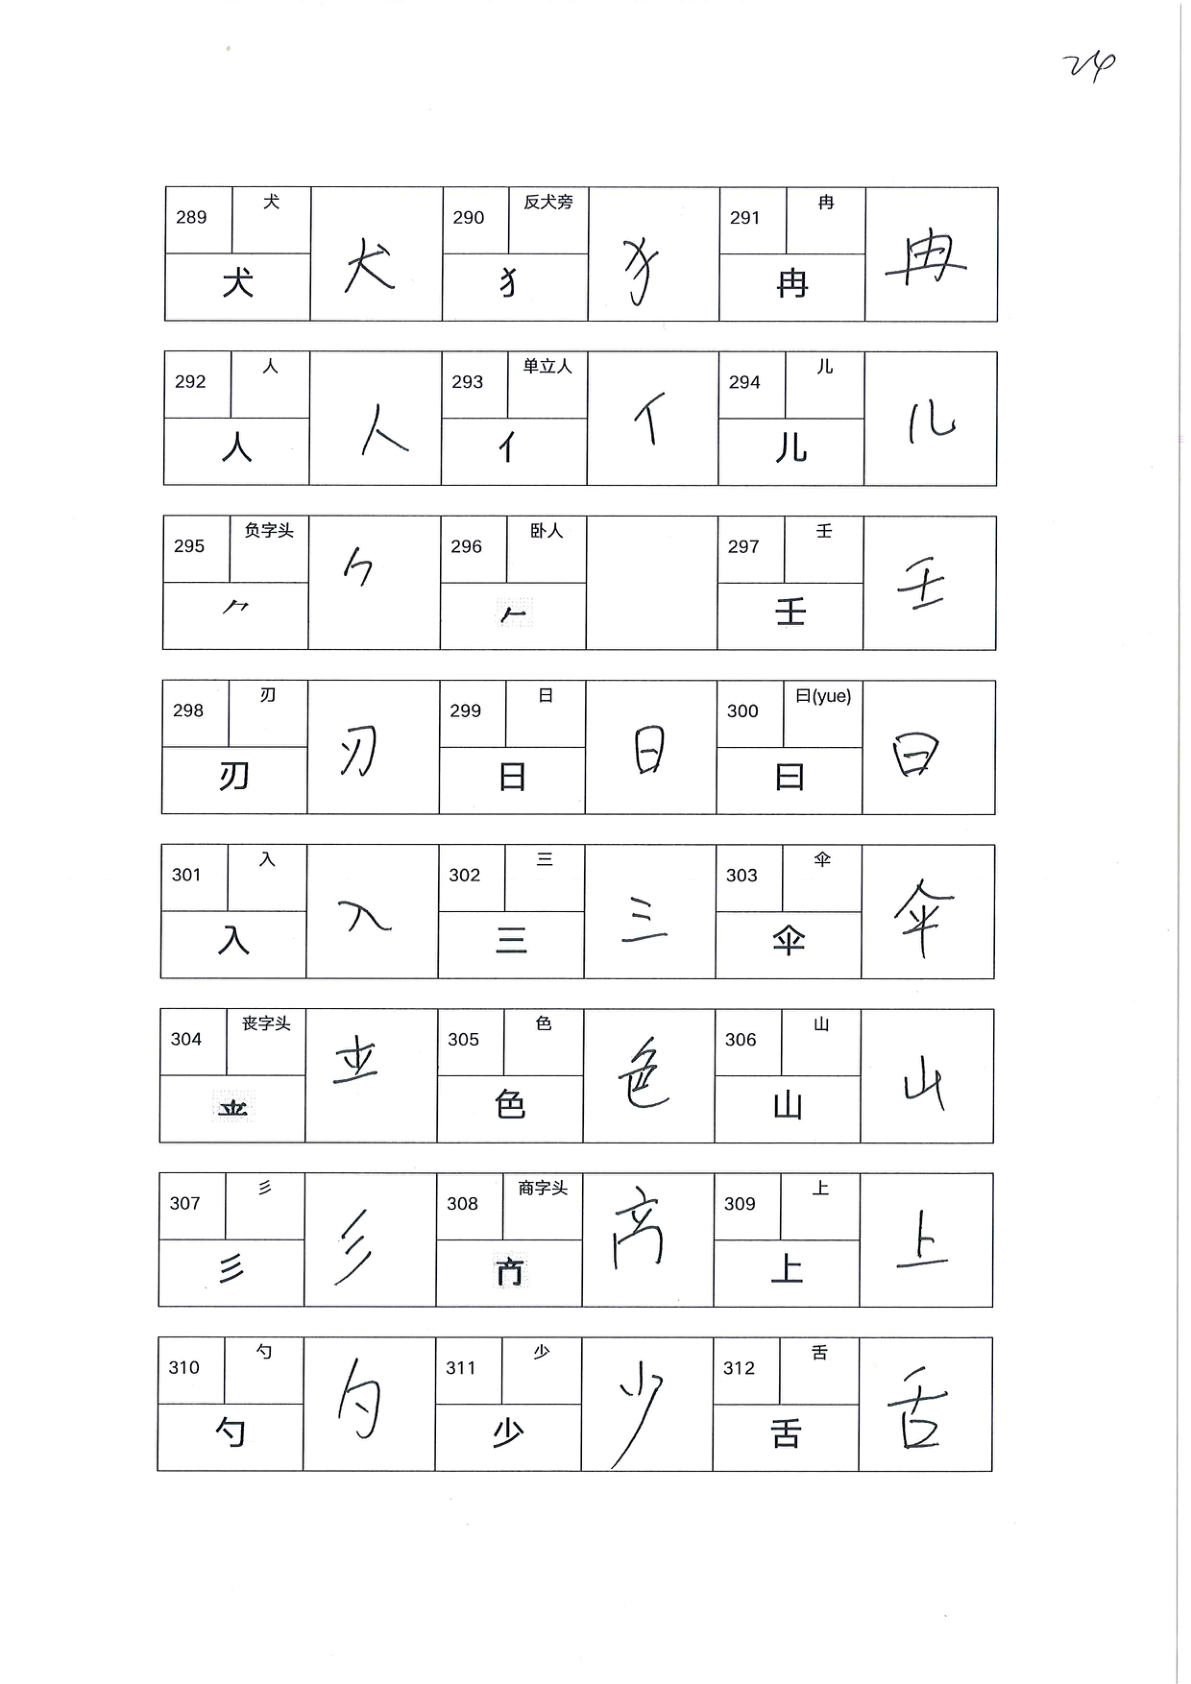 24
289 犬 犬 290 反犬旁 犭 291 冉 冉
犬 犭 冉
292 人 人 293 单立人 亻 294 儿 儿
人 亻 儿
295 负字头 ⺈ 296 卧人 297 壬 壬
⺈ 𠂉 壬
298 刃 刃 299 日 日 300 曰(yue) 曰
刃 日 曰
301 入 入 302 三 三 303 伞 伞
入 三 伞
304 丧字头 305 色 色 306 山 山
色 山
307 彡 彡 308 商字头 309 上 上
彡 上
310 勺 勺 311 少 少 312 舌 舌
勺 少 舌